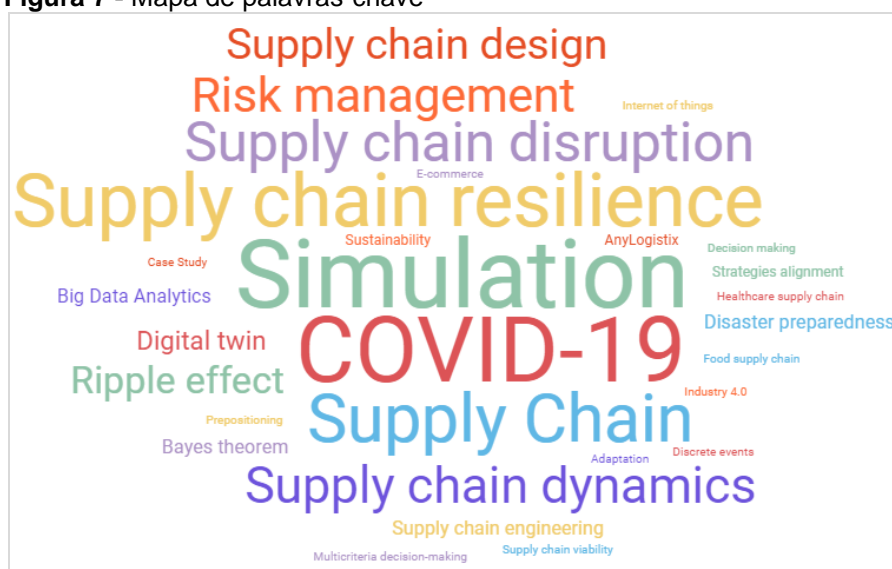 Figura 7 - Mapa de palavras-chave
Supply chain design
Risk management
Internet of things
Supply chain disruption
E-commerce
Supply chain resilience
Sustainability
AnyLogistix
Simulation
Decision making
Case Study
Strategies alignment
Big Data Analytics
Healthcare supply chain
COVID-19
Disaster preparedness
Digital twin
Food supply chain
Ripple effect
Industry 4.0
Supply Chain
Prepositioning
Bayes theorem
Discrete events
Adaptation
Supply chain dynamics
Supply chain engineering
Supply chain viability
Multicriteria decision-making